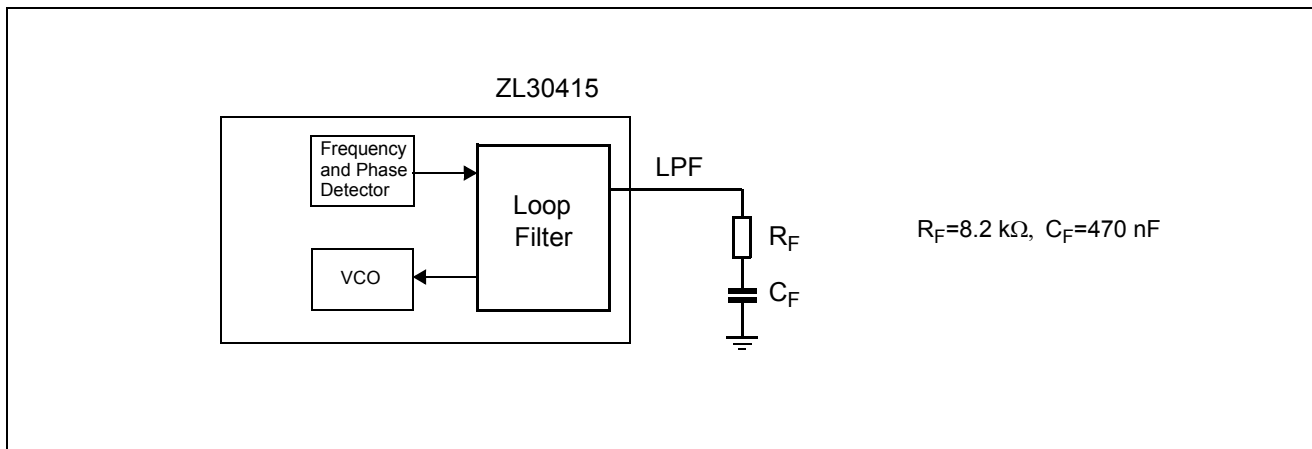 ZL30415
Frequency
and Phase
Detector
Loop
Filter
VCO
LPF
RF
CF
RF=8.2 kΩ, CF=470 nF